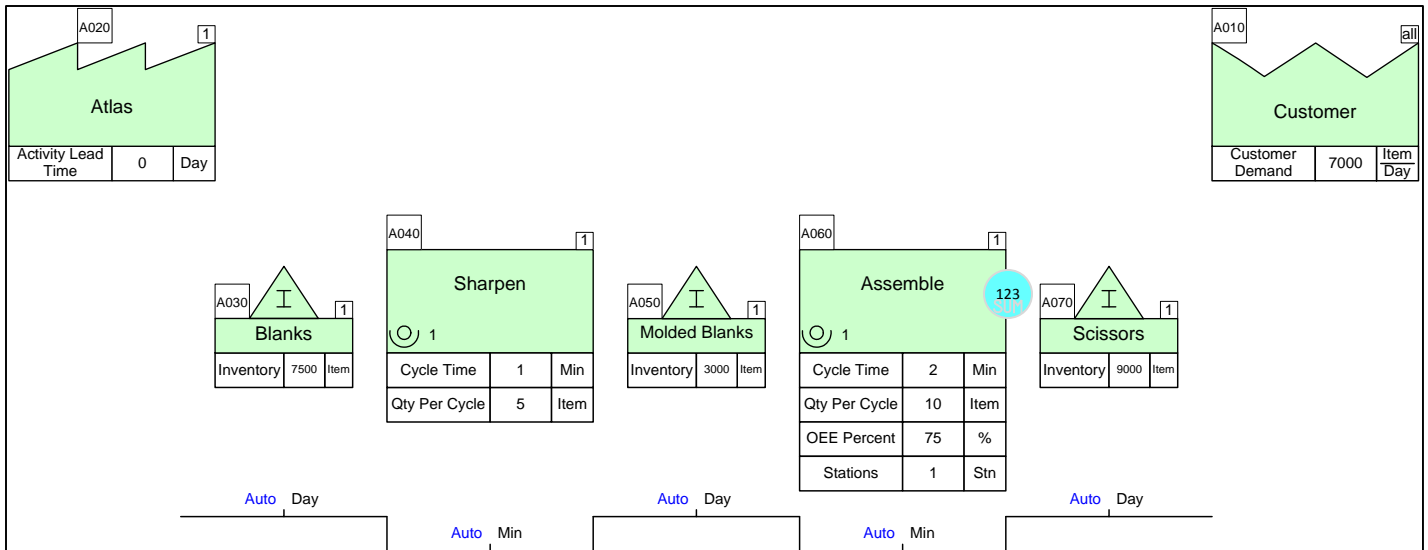 A020
1
Atlas
Activity Lead Time 0 Day
A010
all
Customer
Customer Demand 7000 Item Day
A030
1
Blanks
Inventory 7500 Item
A040
1
Sharpen
1
Cycle Time 1 Min
Qty Per Cycle 5 Item
A050
1
Molded Blanks
Inventory 3000 Item
A060
1
Assemble
1
123
SUM
Cycle Time 2 Min
Qty Per Cycle 10 Item
OEE Percent 75 %
Stations 1 Stn
A070
1
Scissors
Inventory 9000 Item
Auto Day
Auto Min
Auto Day
Auto Min
Auto Day